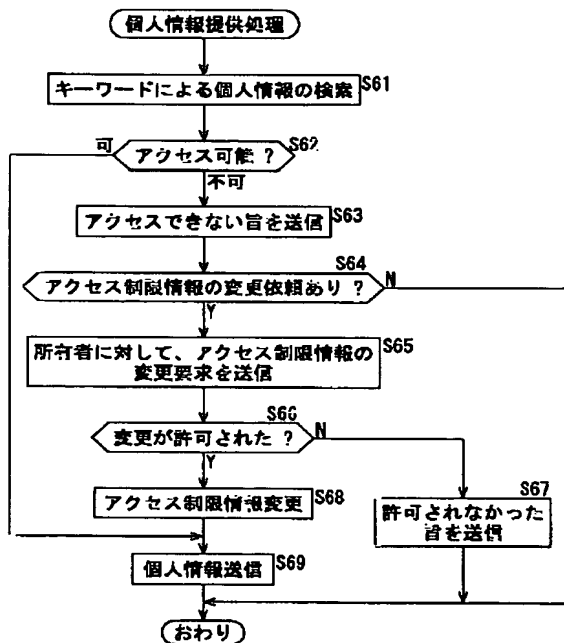 個人情報提供処理
キーワードによる個人情報の検索
S61
可
アクセス可能？
S62
不可
アクセスできない旨を送信
S63
S64
アクセス制限情報の変更依頼あり？
N
Y
所有者に対して、アクセス制限情報の
変更要求を送信
S65
S66
変更が許可された？
N
Y
アクセス制限情報変更
S68
S67
許可されなかった
旨を送信
個人情報送信
S69
おわり